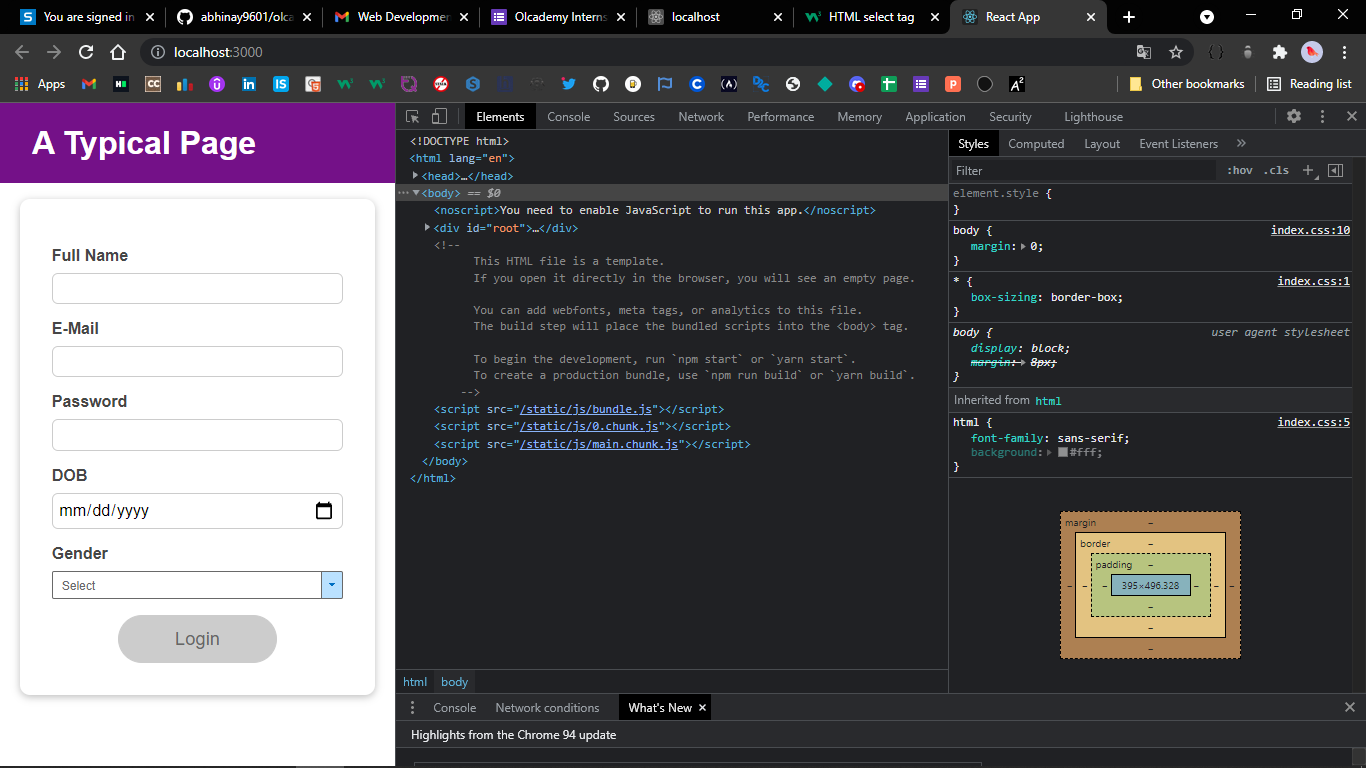 You are signed in
abhinay9601/olca
Web Developmen
Olcademy Interns
localhost
HTML select tag
React App
localhost:3000
Apps
Other bookmarks
Reading list
A Typical Page
Full Name
E-Mail
Password
DOB
mm/dd/yyyy
Gender
Select
Login
Elements Console Sources Network Performance Memory Application Security Lighthouse
<!DOCTYPE html>
<html lang="en">
<head>…</head>
<body> == $0
<noscript>You need to enable JavaScript to run this app.</noscript>
<div id="root">…</div>
<!--
This HTML file is a template.
If you open it directly in the browser, you will see an empty page.
You can add webfonts, meta tags, or analytics to this file.
The build step will place the bundled scripts into the <body> tag.
To begin the development, run `npm start` or `yarn start`.
To create a production bundle, use `npm run build` or `yarn build`.
-->
<script src="/static/js/bundle.js"></script>
<script src="/static/js/0.chunk.js"></script>
<script src="/static/js/main.chunk.js"></script>
</body>
</html>
html body
Styles Computed Layout Event Listeners »
Filter :hov .cls +
element.style {
}
body { index.css:10
margin: 0;
}
* { index.css:1
box-sizing: border-box;
}
body { user agent stylesheet
display: block;
margin: 8px;
}
Inherited from html
html { index.css:5
font-family: sans-serif;
background: #fff;
}
margin –
border –
padding –
– – – 395×496.328 – – –
–
–
–
Console Network conditions What's New
Highlights from the Chrome 94 update